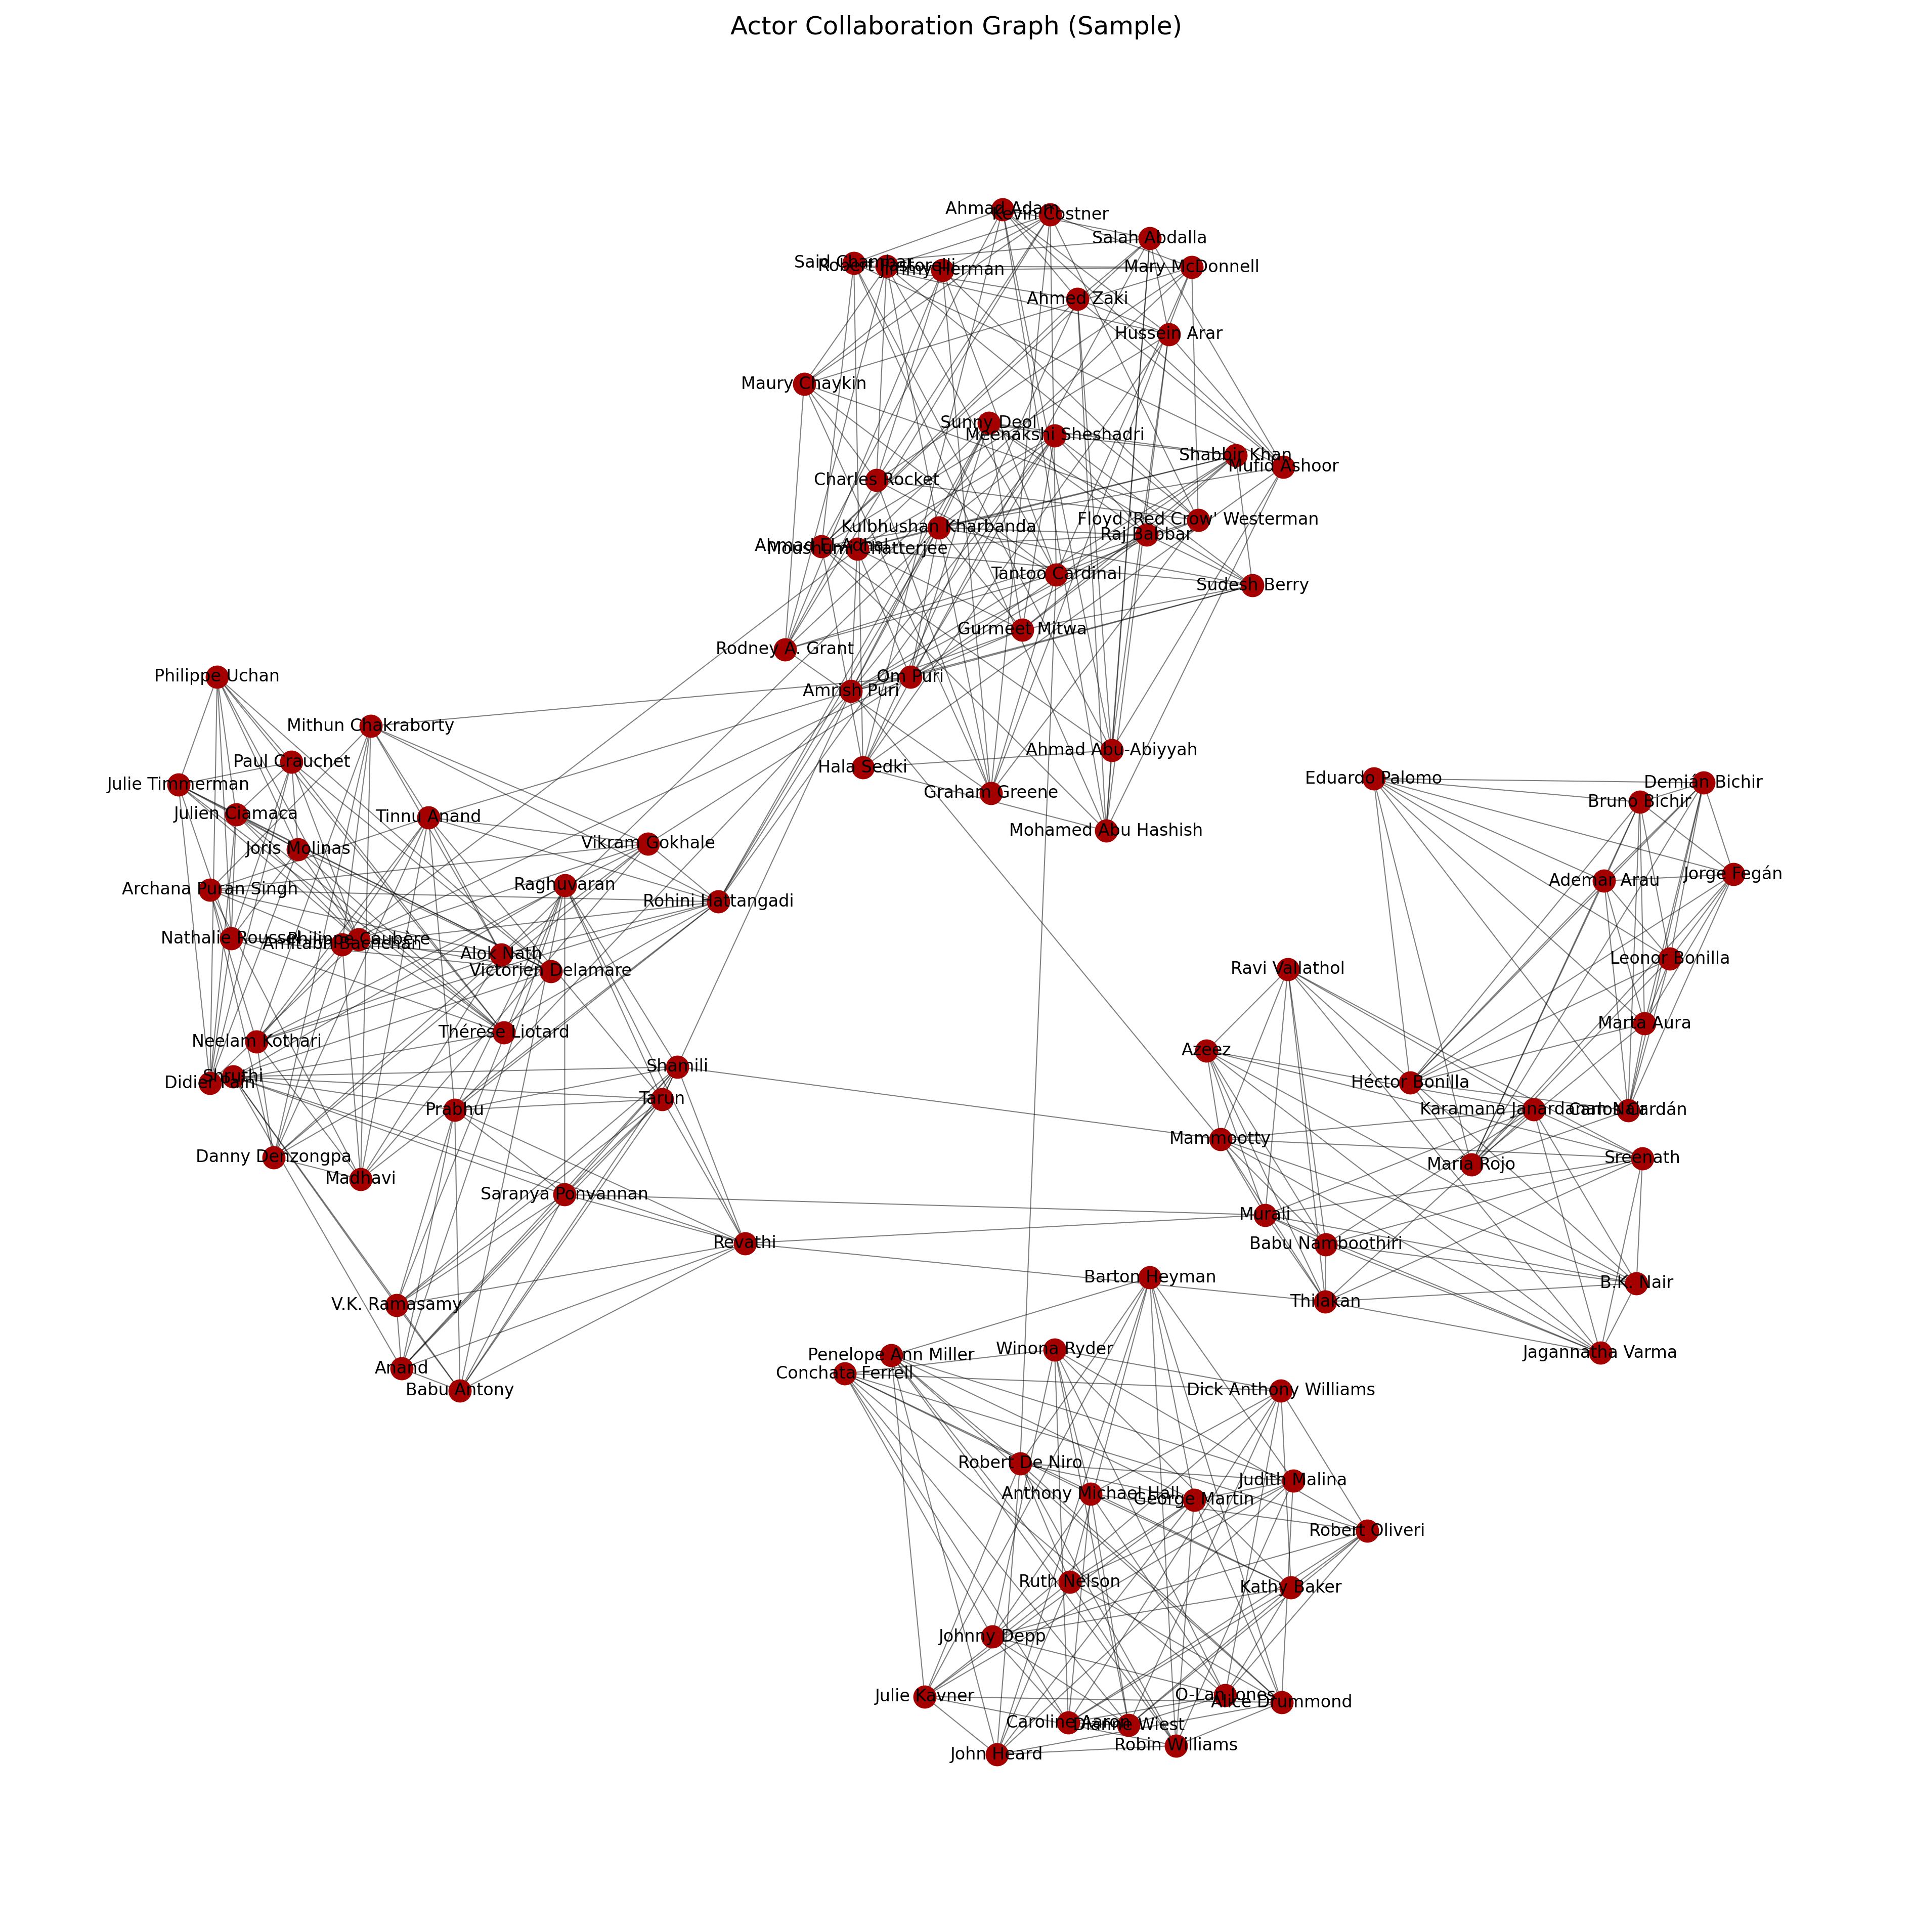 Actor Collaboration Graph (Sample)
Ahmad Adam
Kevin Costner
Salah Abdalla
Mary McDonnell
Jimmy Herman
Ahmed Zaki
Hussein Arar
Maury Chaykin
Sunny Deol
Meenakshi Sheshadri
Shabbir Khan
Mufid Ashoor
Charles Rocket
Floyd 'Red Crow' Westerman
Kulbhushan Kharbanda
Raj Babbar
Moushumi Chatterjee
Tantoo Cardinal
Sudesh Berry
Gurmeet Mitwa
Rodney A. Grant
Om Puri
Amrish Puri
Philippe Uchan
Mithun Chakraborty
Ahmad Abu-Abiyyah
Paul Crauchet
Hala Sedki
Eduardo Palomo
Demián Bichir
Julie Timmerman
Graham Greene
Bruno Bichir
Julien Ciamaca
Tinnu Anand
Mohamed Abu Hashish
Vikram Gokhale
Joris Molinas
Jorge Fegán
Ademar Arau
Archana Puran Singh
Raghuvaran
Rohini Hattangadi
Nathalie Roussel
Philippe Caubère
Amitabh Bachchan
Alok Nath
Leonor Bonilla
Victorien Delamare
Ravi Vallathol
Thérèse Liotard
Marta Aura
Neelam Kothari
Azeez
Shamili
Shruthi
Didier Pain
Héctor Bonilla
Tarun
Prabhu
Karamana Janardanan Nair
Carlos Cardán
Mammootty
Danny Denzongpa
Sreenath
María Rojo
Madhavi
Saranya Ponvannan
Murali
Revathi
Babu Namboothiri
Barton Heyman
B.K. Nair
V.K. Ramasamy
Thilakan
Winona Ryder
Jagannatha Varma
Penelope Ann Miller
Anand
Conchata Ferrell
Babu Antony
Dick Anthony Williams
Robert De Niro
Judith Malina
Anthony Michael Hall
George Martin
Robert Oliveri
Ruth Nelson
Kathy Baker
Johnny Depp
Julie Kavner
O-Lan Jones
Alice Drummond
Caroline Aaron
Dianne Wiest
Robin Williams
John Heard